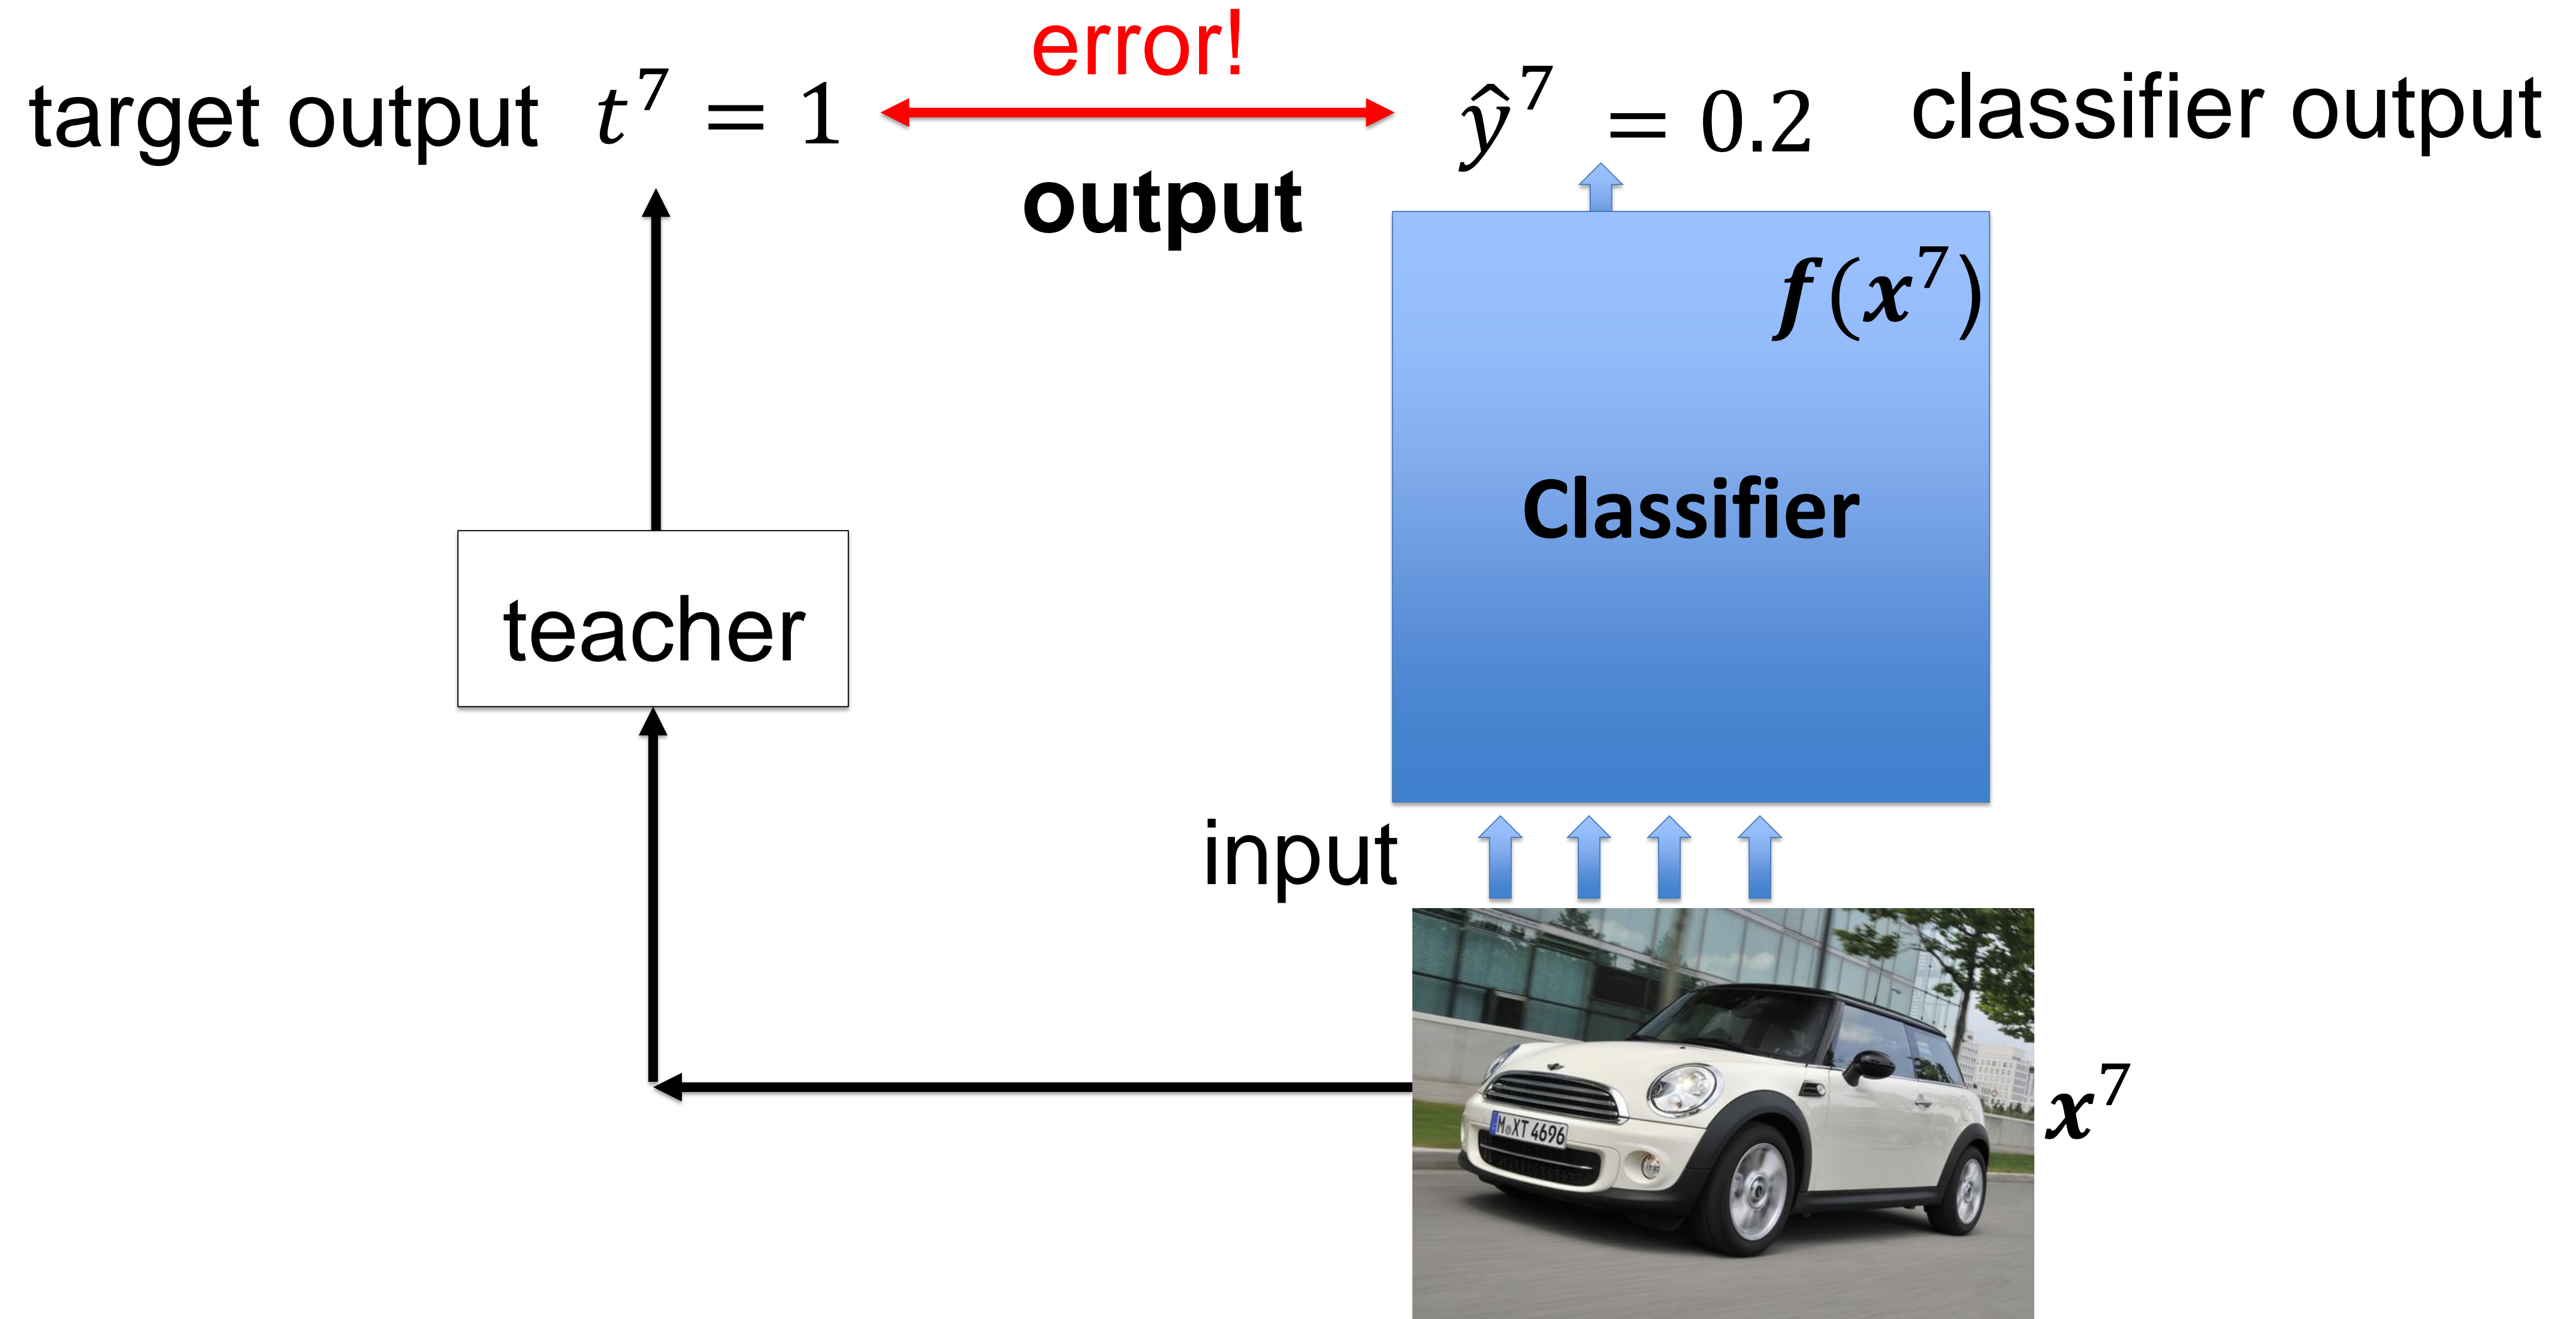 error!
target output t⁷ = 1
ŷ⁷ = 0.2 classifier output
output
f(x⁷)
Classifier
teacher
input
M XT 4696
x⁷